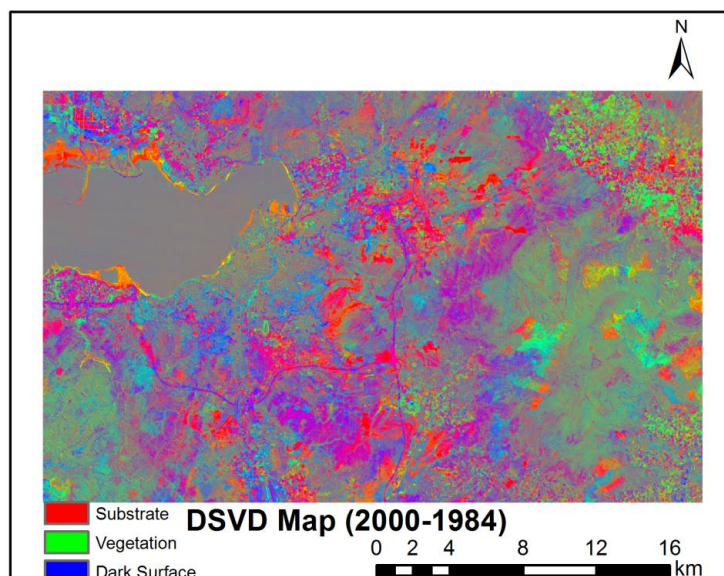 N
Substrate
DSVD Map (2000-1984)
Vegetation
Dark Surface
0 2 4 8 12 16
km